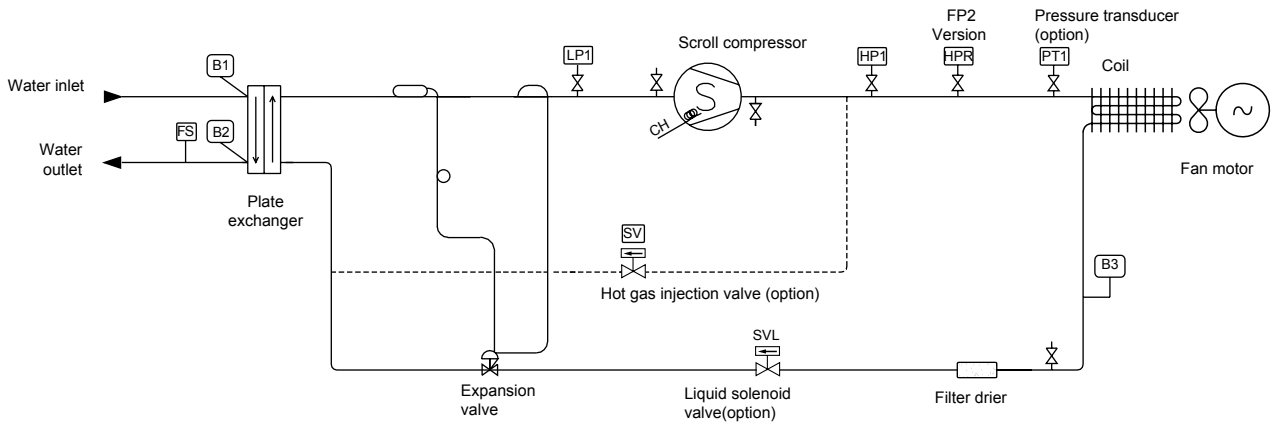 FP2
Version
Pressure transducer
(option)
Scroll compressor
LP1
HP1
HPR
PT1
Coil
B1
Water inlet
S
CH
FS
B2
Water
outlet
Plate
exchanger
Fan motor
SV
Hot gas injection valve (option)
B3
SVL
Expansion
valve
Liquid solenoid
valve(option)
Filter drier